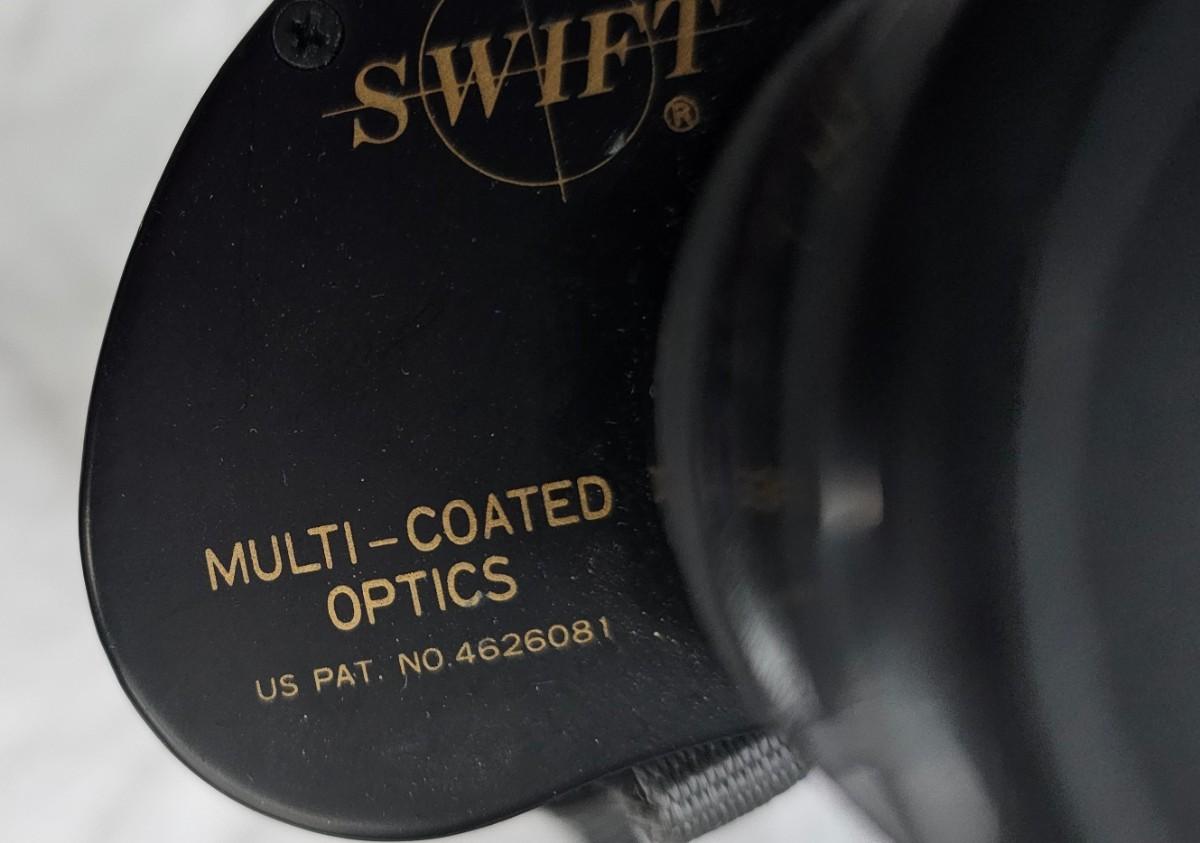 SWIFT
®
MULTI-COATED
OPTICS
US PAT. NO.4626081